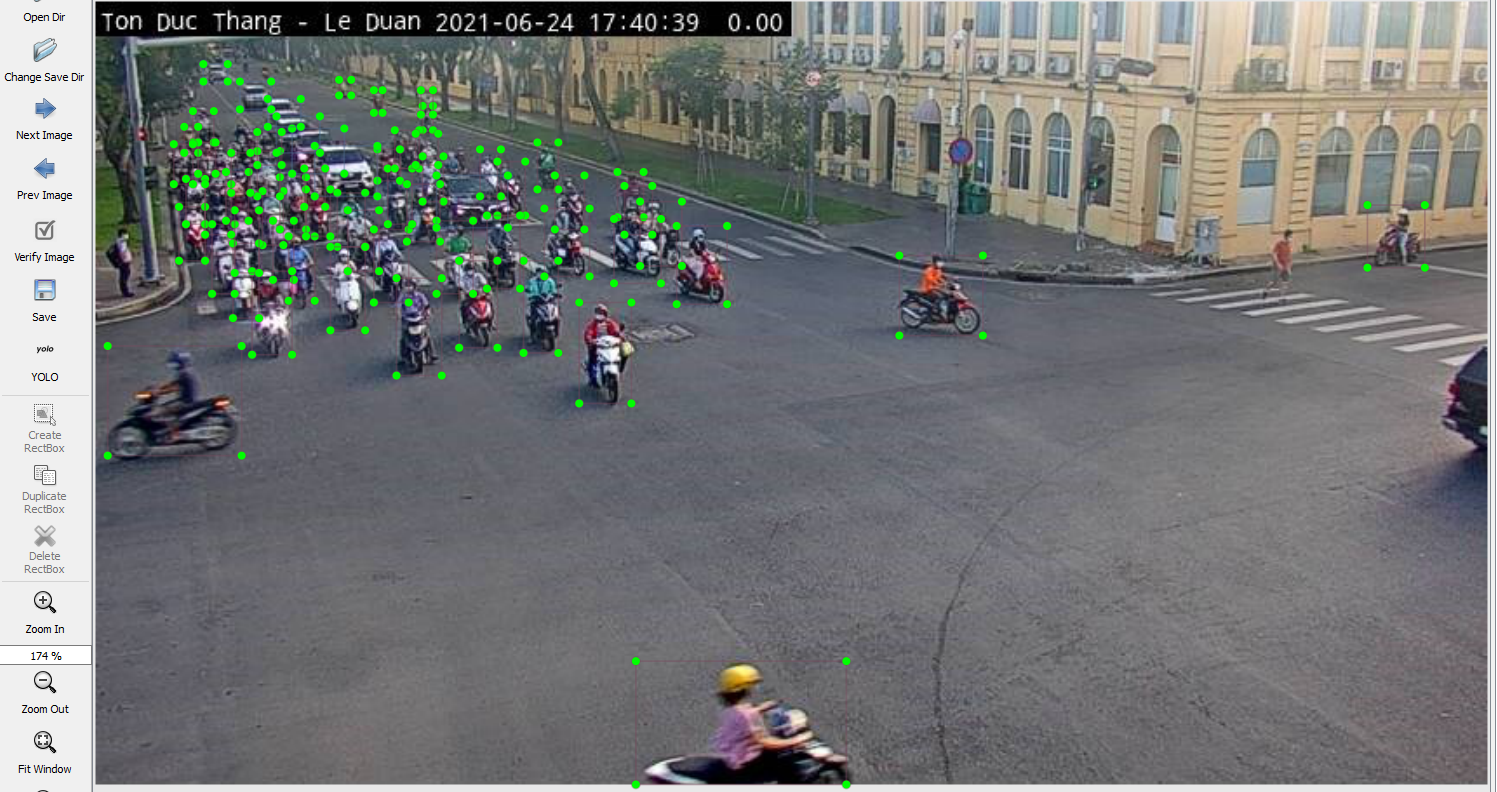 Open Dir
Change Save Dir
Next Image
Prev Image
Verify Image
Save
yolo
YOLO
Create
RectBox
Duplicate
RectBox
Delete
RectBox
Zoom In
174 %
Zoom Out
Fit Window
Ton Duc Thang - Le Duan 2021-06-24 17:40:39 0.00